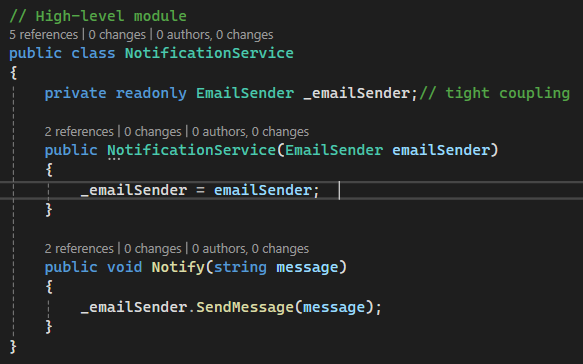 // High-level module
5 references | 0 changes | 0 authors, 0 changes
public class NotificationService
{
private readonly EmailSender _emailSender;// tight coupling
2 references | 0 changes | 0 authors, 0 changes
public NotificationService(EmailSender emailSender)
{
_emailSender = emailSender;
}
2 references | 0 changes | 0 authors, 0 changes
public void Notify(string message)
{
_emailSender.SendMessage(message);
}
}